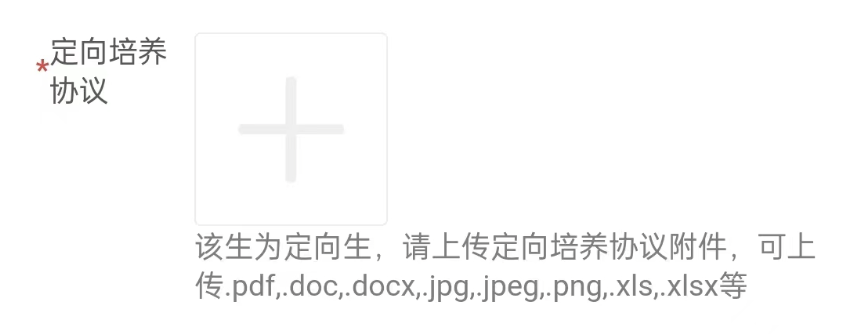 *定向培养
协议
该生为定向生，请上传定向培养协议附件，可上
传.pdf,.doc,.docx,.jpg,.jpeg,.png,.xls,.xlsx等